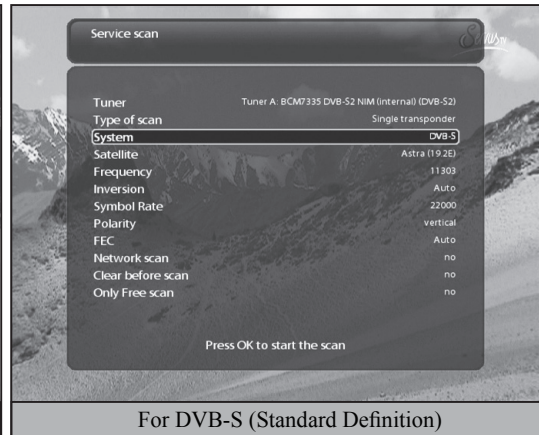 Service scan
Tuner Tuner A: BCM7335 DVB-S2 NIM (internal) (DVB-S2)
Type of scan Single transponder
System DVB-S
Satellite Astra (19.2E)
Frequency 11303
Inversion Auto
Symbol Rate 22000
Polarity vertical
FEC Auto
Network scan no
Clear before scan no
Only Free scan no
Press OK to start the scan
For DVB-S (Standard Definition)